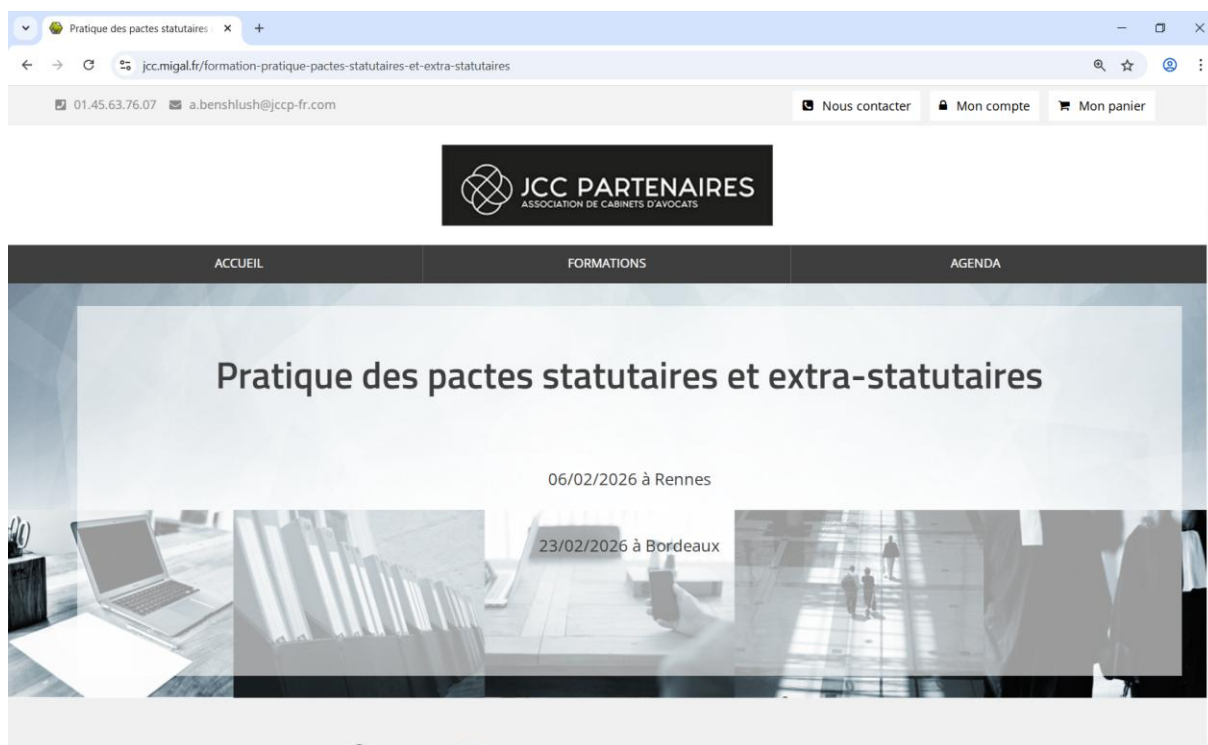 Pratique des pactes statutaires
jcc.migal.fr/formation-pratique-pactes-statutaires-et-extra-statutaires
01.45.63.76.07 a.benshlush@jccp-fr.com Nous contacter Mon compte Mon panier
JCC PARTENAIRES
ASSOCIATION DE CABINETS D'AVOCATS
ACCUEIL FORMATIONS AGENDA
Pratique des pactes statutaires et extra-statutaires
06/02/2026 à Rennes
23/02/2026 à Bordeaux